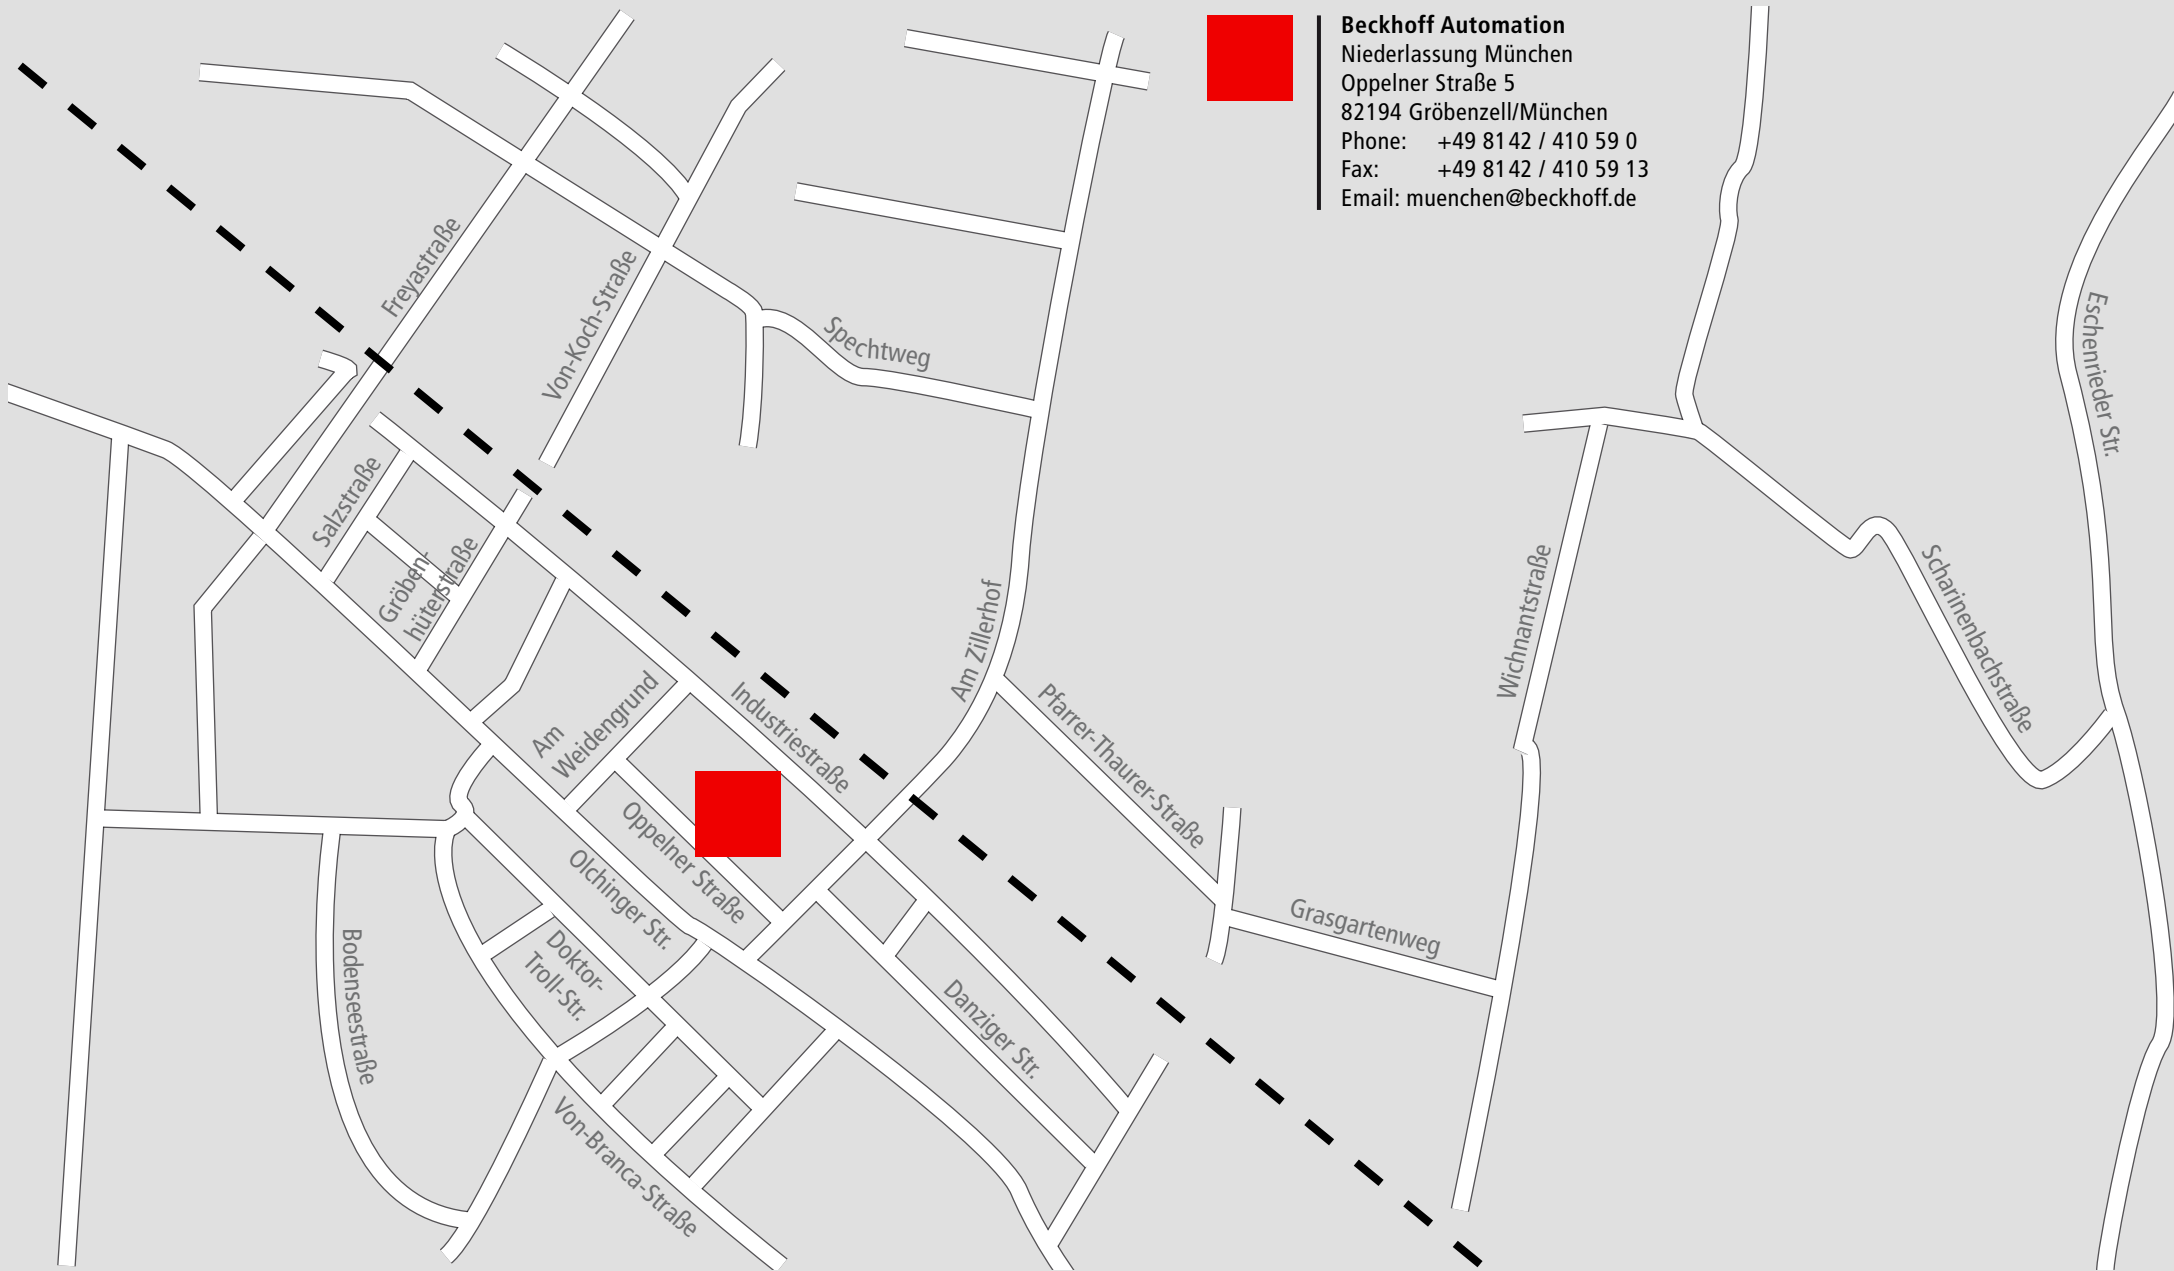 Beckhoff Automation
Niederlassung München
Oppelner Straße 5
82194 Gröbenzell/München
Phone: +49 81 42 / 410 59 0
Fax: +49 81 42 / 410 59 13
Email: muenchen@beckhoff.de
Freyastraße
Von-Koch-Straße
Spechtweg
Eschenrieder Str.
Salzstraße
Gröben-
hüterstraße
Am Zillerhof
Wichnantstraße
Scharinenbachstraße
Am
Weidengrund
Industriestraße
Pfarrer-Thaurer-Straße
Oppelner Straße
Olchinger Str.
Grasgartenweg
Bodenseestraße
Doktor-
Troll-Str.
Danziger Str.
Von-Branca-Straße